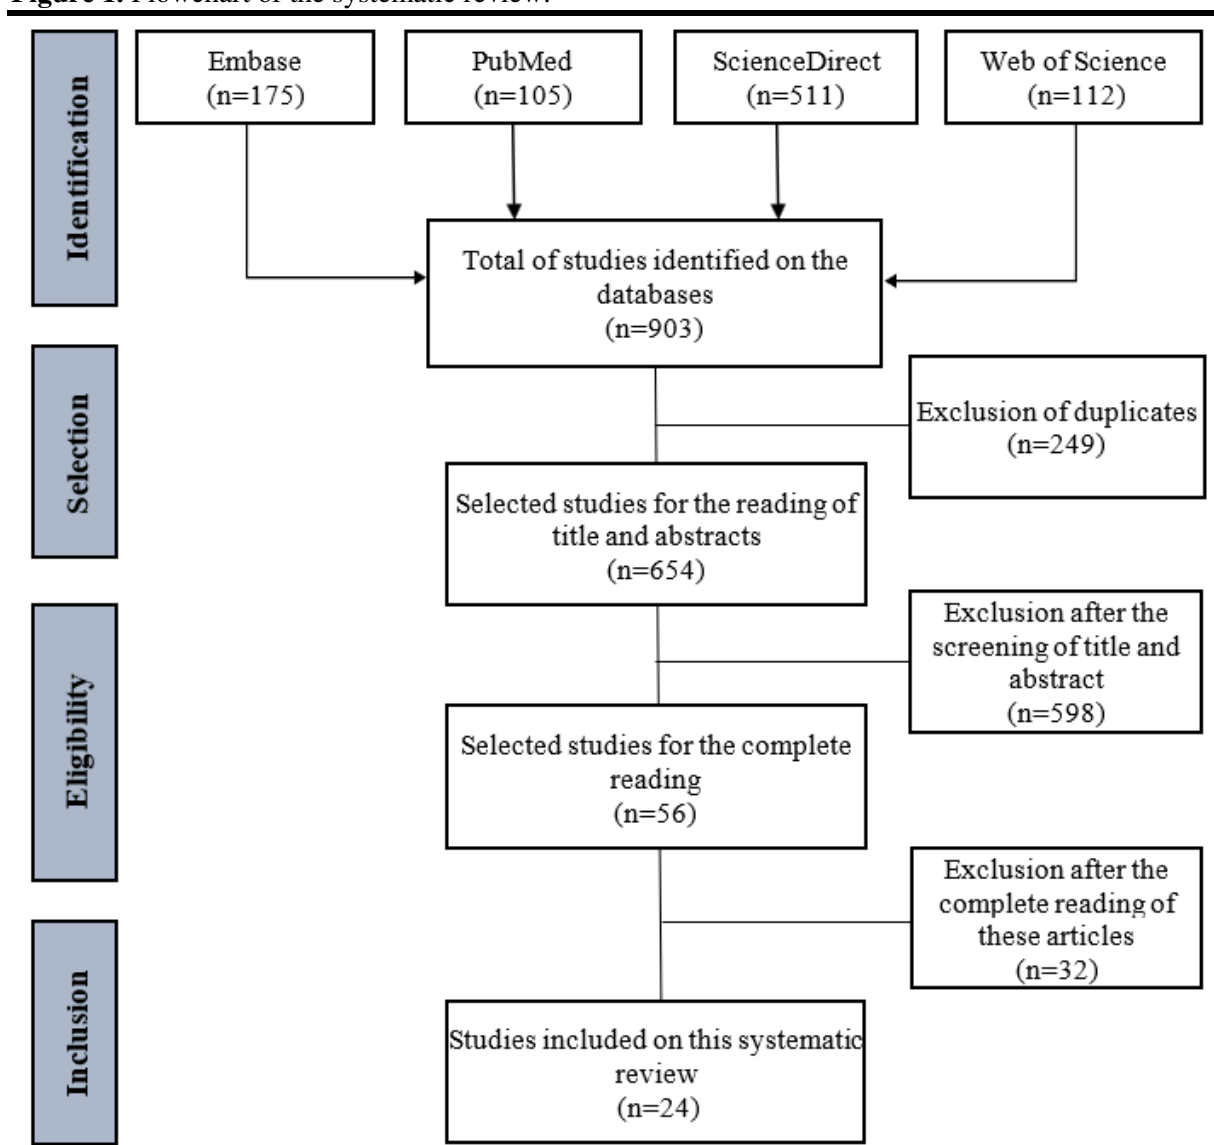 Figure 1. Flowchart of the systematic review.
Identification
Embase
(n=175)
PubMed
(n=105)
ScienceDirect
(n=511)
Web of Science
(n=112)
Total of studies identified on the
databases
(n=903)
Selection
Exclusion of duplicates
(n=249)
Selected studies for the reading of
title and abstracts
(n=654)
Eligibility
Exclusion after the
screening of title and
abstract
(n=598)
Selected studies for the complete
reading
(n=56)
Exclusion after the
complete reading of
these articles
(n=32)
Inclusion
Studies included on this systematic
review
(n=24)